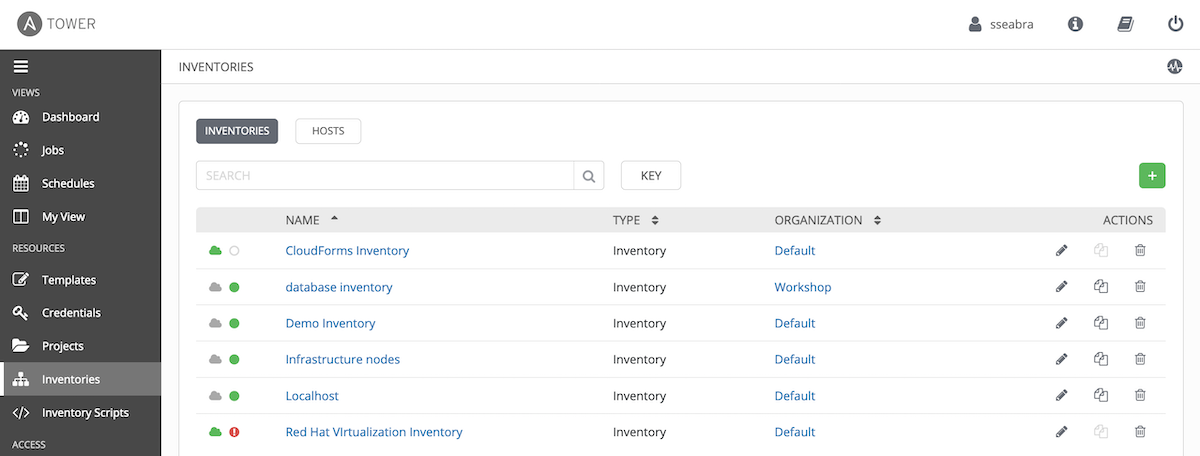 A TOWER
sseabra
INVENTORIES
VIEWS
Dashboard
Jobs
Schedules
My View
RESOURCES
Templates
Credentials
Projects
Inventories
Inventory Scripts
ACCESS
INVENTORIES HOSTS
SEARCH KEY +
NAME TYPE ORGANIZATION ACTIONS
CloudForms Inventory Inventory Default
database inventory Inventory Workshop
Demo Inventory Inventory Default
Infrastructure nodes Inventory Default
Localhost Inventory Default
Red Hat VIrtualization Inventory Inventory Default